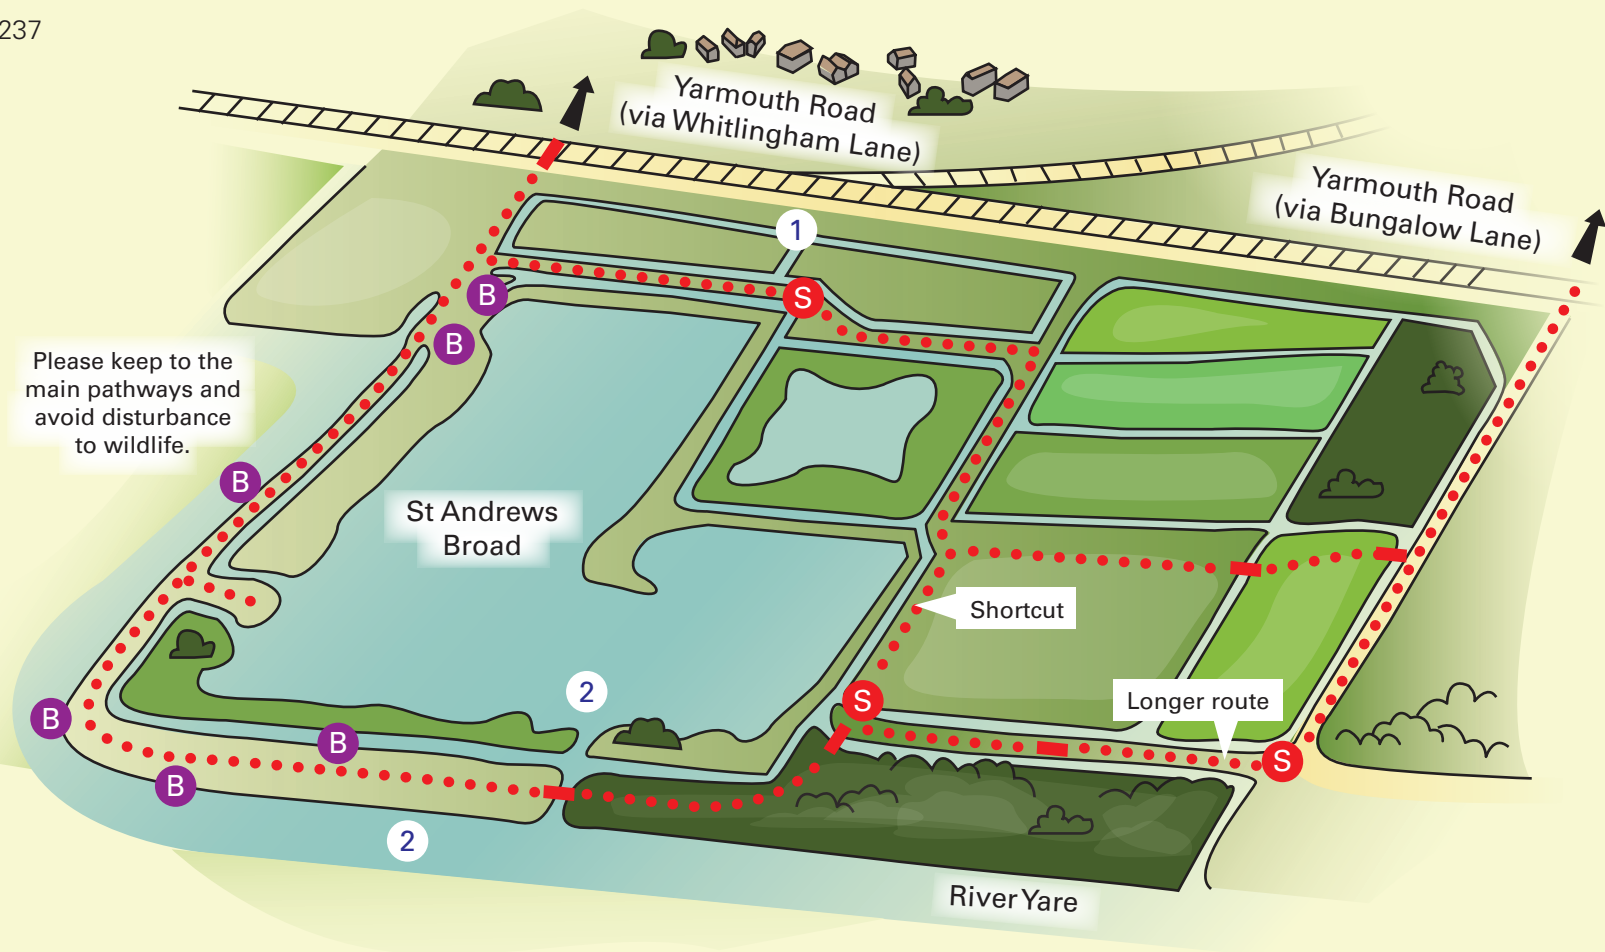 237
Yarmouth Road
(via Whitlingham Lane)
Yarmouth Road
(via Bungalow Lane)
1
S
B
B
Please keep to the
main pathways and
avoid disturbance
to wildlife.
B
St Andrews
Broad
Shortcut
2
S
Longer route
B
B
S
B
2
River Yare